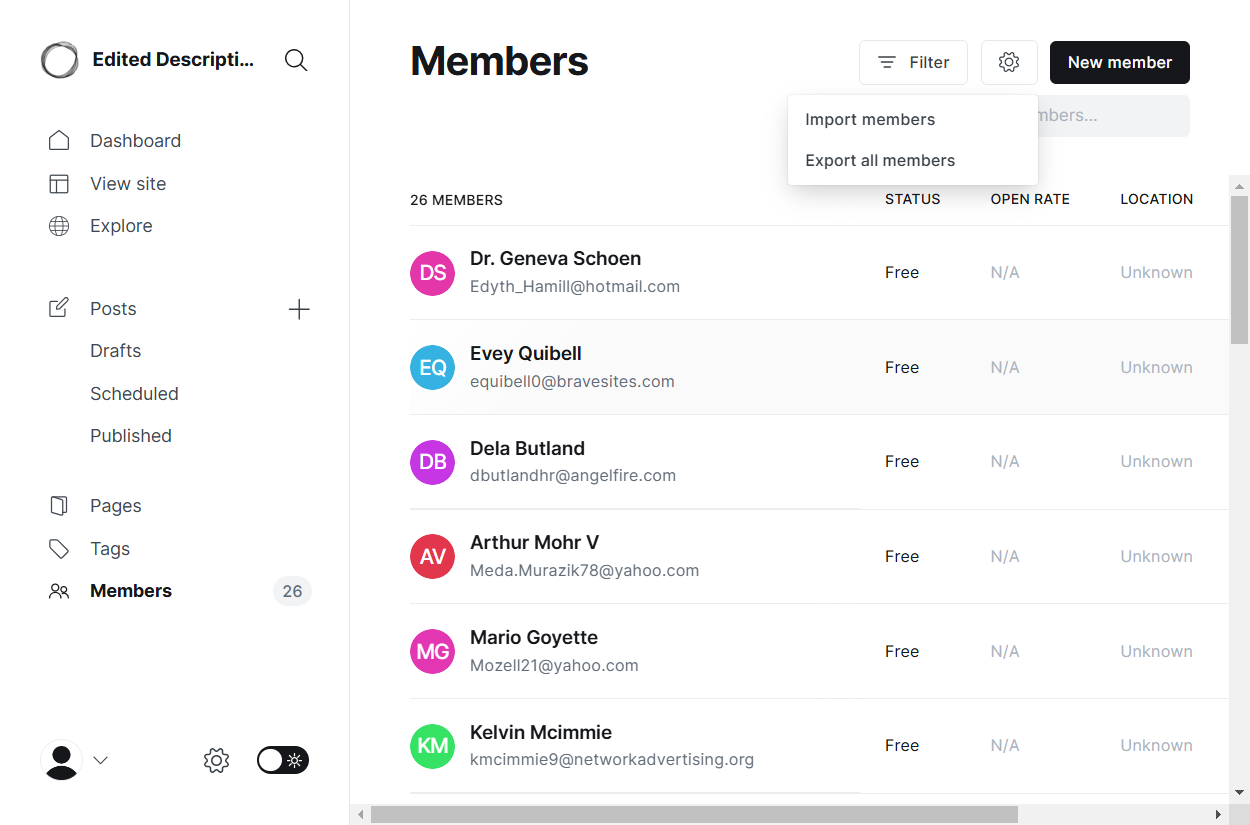 Edited Descripti...
Dashboard
View site
Explore
Posts
Drafts
Scheduled
Published
Pages
Tags
Members 26
Members
Filter
New member
Import members
Export all members
26 MEMBERS STATUS OPEN RATE LOCATION
DS Dr. Geneva Schoen
Edyth_Hamill@hotmail.com
Free N/A Unknown
EQ Evey Quibell
equibell0@bravesites.com
Free N/A Unknown
DB Dela Butland
dbutlandhr@angelfire.com
Free N/A Unknown
AV Arthur Mohr V
Meda.Murazik78@yahoo.com
Free N/A Unknown
MG Mario Goyette
Mozell21@yahoo.com
Free N/A Unknown
KM Kelvin Mcimmie
kmcimmie9@networkadvertising.org
Free N/A Unknown